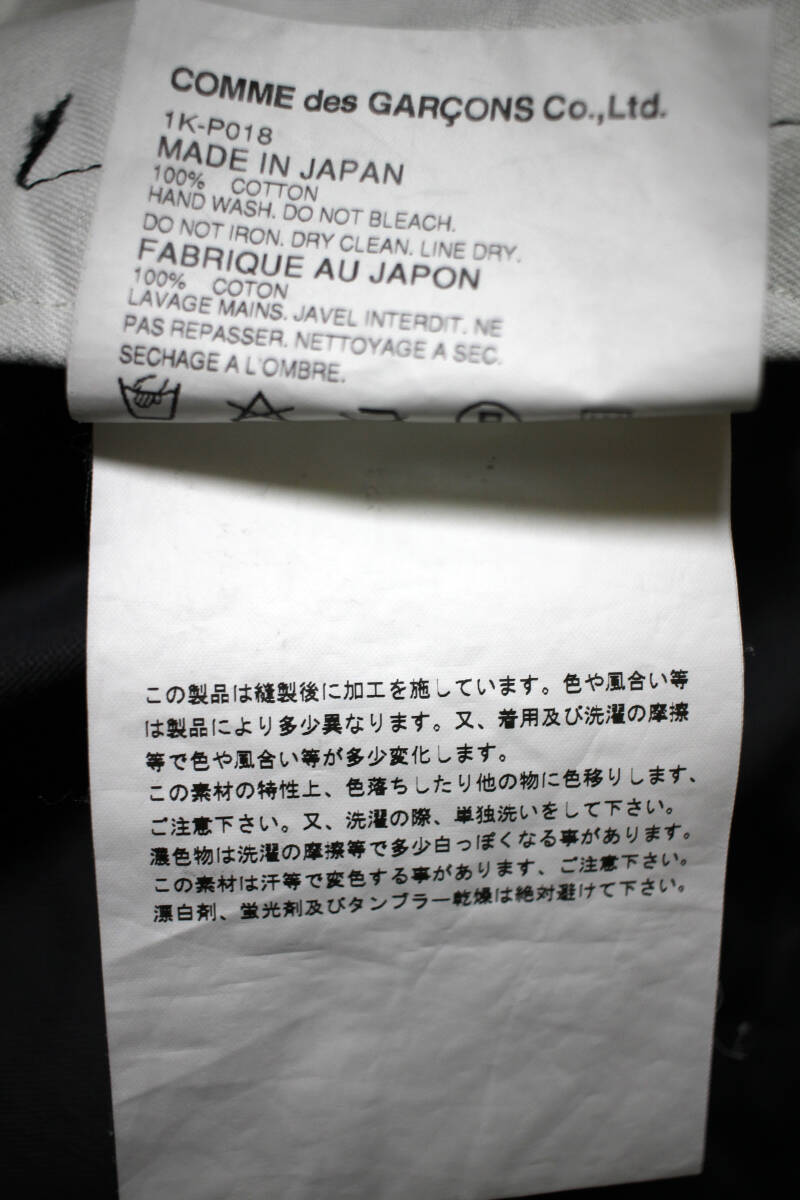 COMME des GARÇONS Co.,Ltd.
1K-P018
MADE IN JAPAN
100% COTTON
HAND WASH. DO NOT BLEACH.
DO NOT IRON. DRY CLEAN. LINE DRY.
FABRIQUE AU JAPON
100% COTON
LAVAGE MAINS. JAVEL INTERDIT. NE
PAS REPASSER. NETTOYAGE A SEC.
SECHAGE A L'OMBRE.
この製品は縫製後に加工を施しています。色や風合い等
は製品により多少異なります。又、着用及び洗濯の摩擦
等で色や風合い等が多少変化します。
この素材の特性上、色落ちしたり他の物に色移りします、
ご注意下さい。又、洗濯の際、単独洗いをして下さい。
濃色物は洗濯の摩擦等で多少白っぽくなる事があります。
この素材は汗等で変色する事があります、ご注意下さい。
漂白剤、蛍光剤及びタンブラー乾燥は絶対避けて下さい。